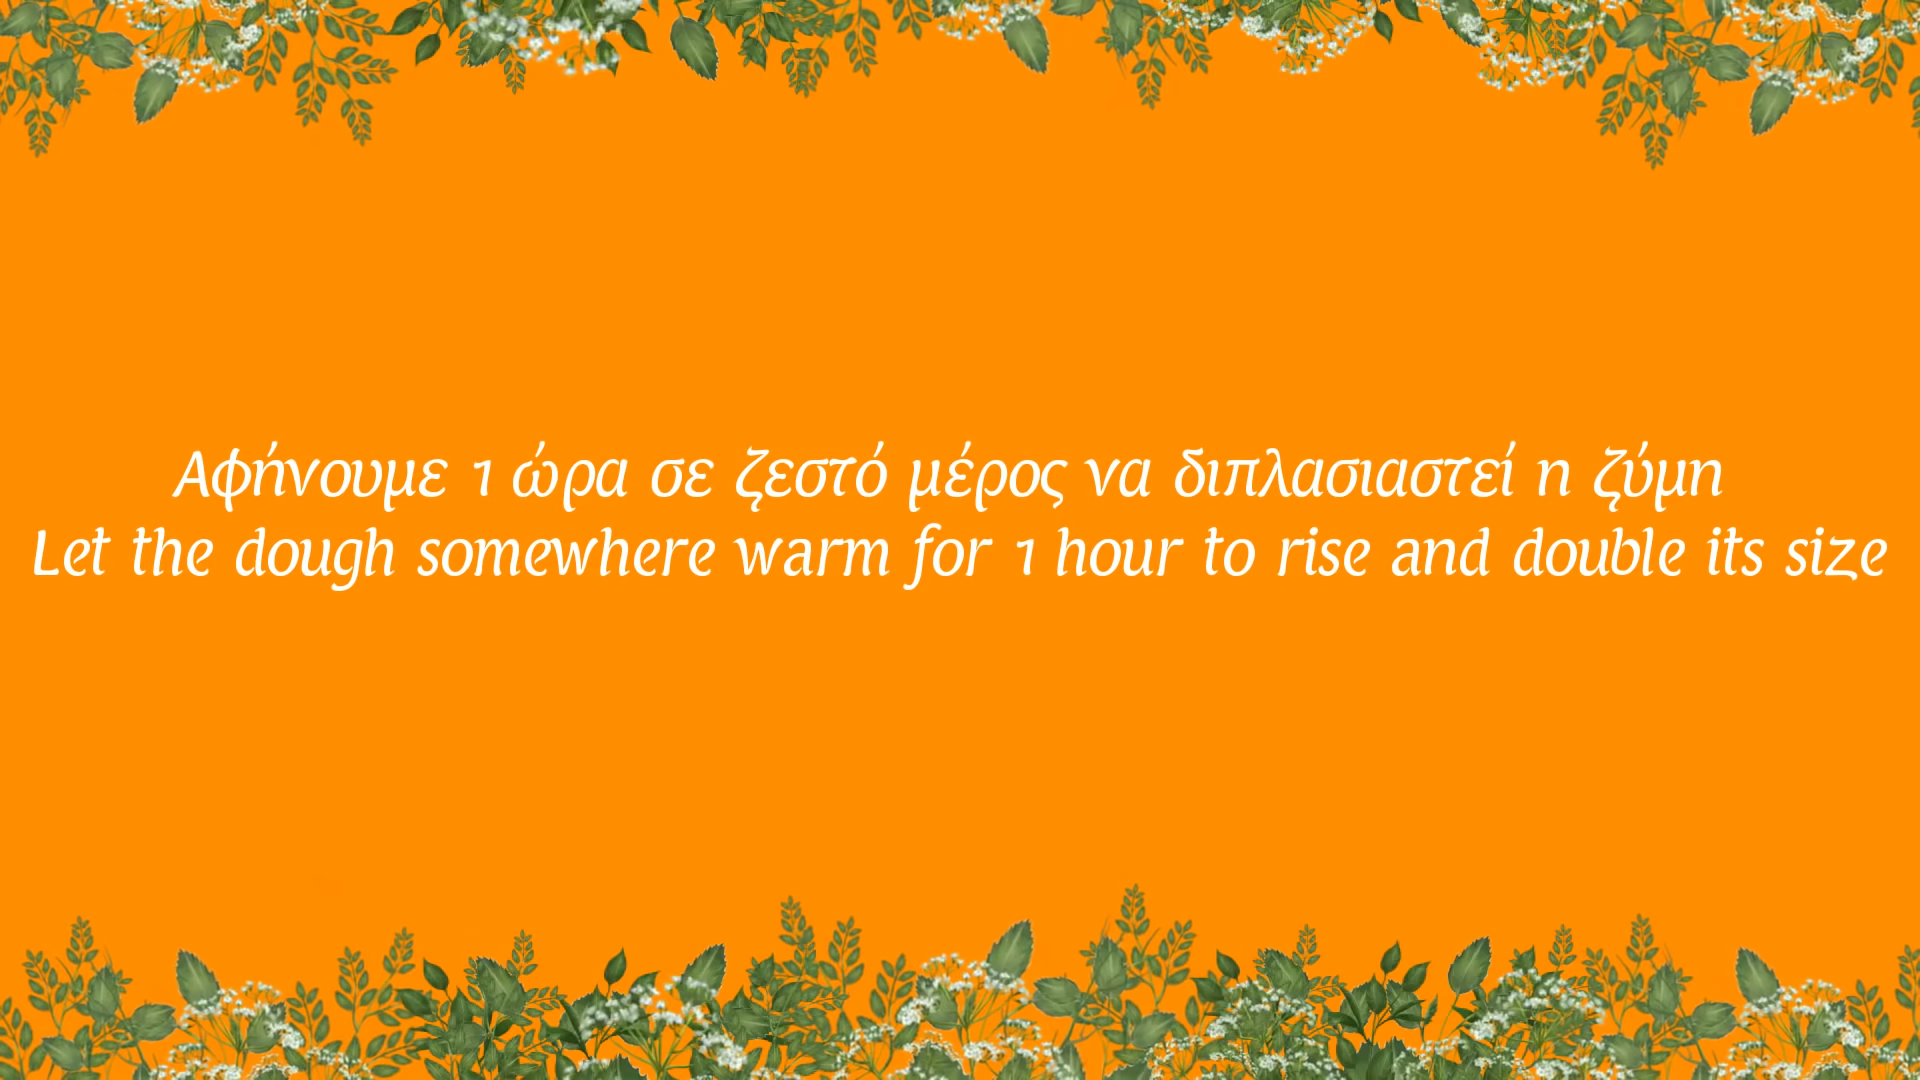 Αφήνουμε 1 ώρα σε ζεστό μέρος να διπλασιαστεί η ζύμη
Let the dough somewhere warm for 1 hour to rise and double its size